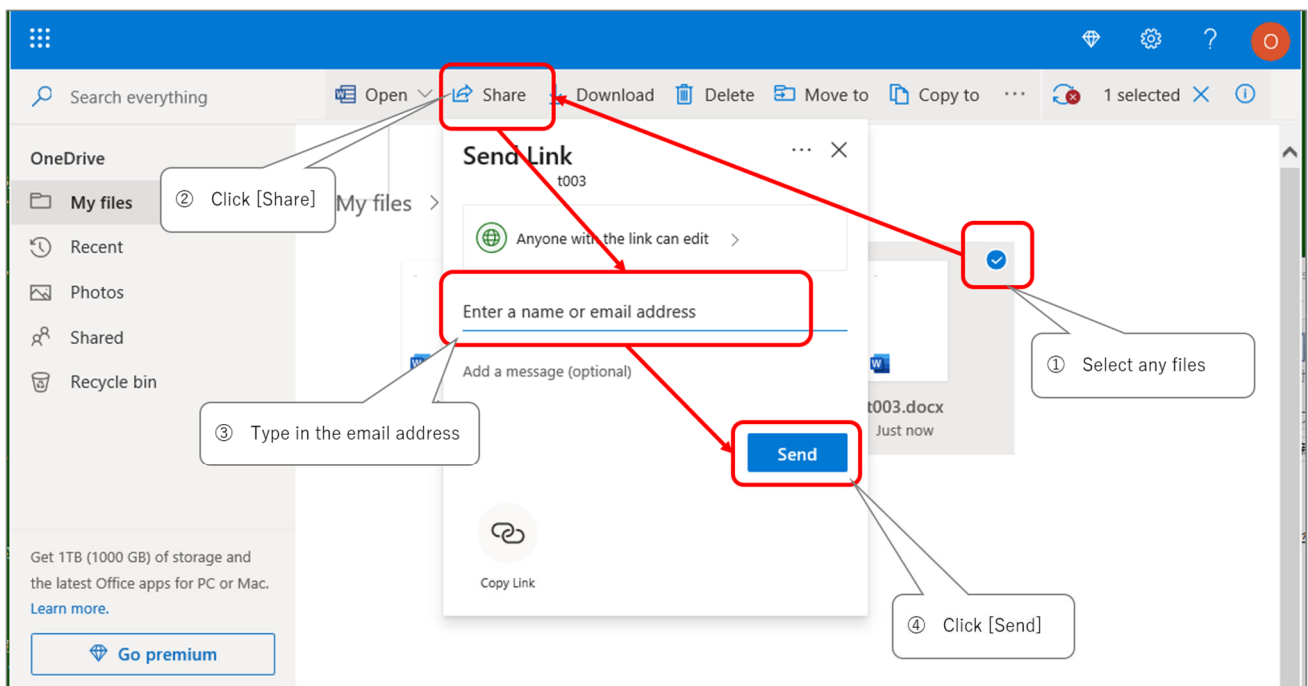 O
Search everything
Open
Share
Download
Delete
Move to
Copy to
1 selected
OneDrive
My files
Recent
Photos
Shared
Recycle bin
Get 1TB (1000 GB) of storage and
the latest Office apps for PC or Mac.
Learn more.
Go premium
My files >
Send Link
t003
Anyone with the link can edit
Enter a name or email address
Add a message (optional)
Send
Copy Link
t003.docx
Just now
① Select any files
② Click [Share]
③ Type in the email address
④ Click [Send]